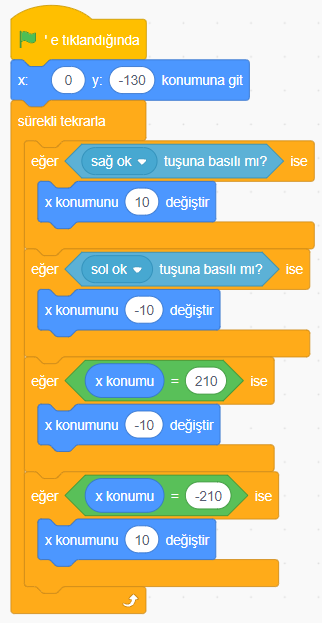 ' e tıklandığında
x: 0 y: -130 konumuna git
sürekli tekrarla
eğer sağ ok tuşuna basılı mı? ise
x konumunu 10 değiştir
eğer sol ok tuşuna basılı mı? ise
x konumunu -10 değiştir
eğer x konumu = 210 ise
x konumunu -10 değiştir
eğer x konumu = -210 ise
x konumunu 10 değiştir